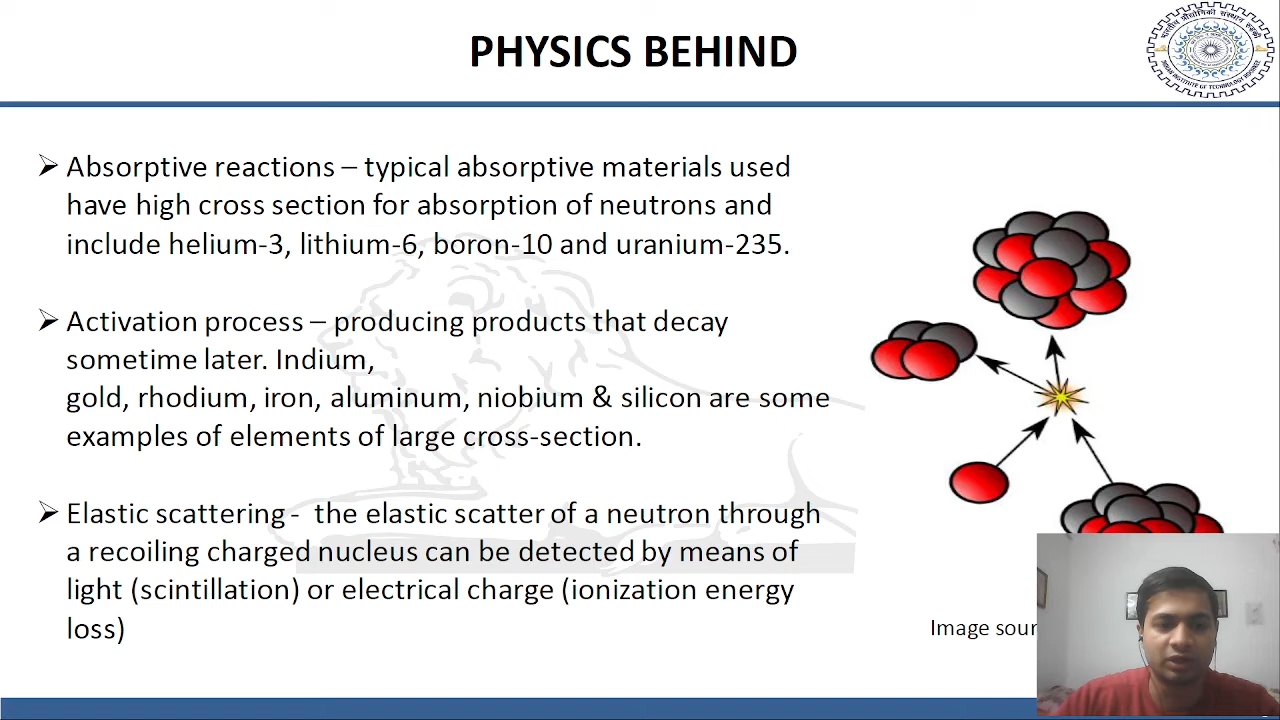 PHYSICS BEHIND
Absorptive reactions – typical absorptive materials used
have high cross section for absorption of neutrons and
include helium-3, lithium-6, boron-10 and uranium-235.
Activation process – producing products that decay
sometime later. Indium,
gold, rhodium, iron, aluminum, niobium & silicon are some
examples of elements of large cross-section.
Elastic scattering - the elastic scatter of a neutron through
a recoiling charged nucleus can be detected by means of
light (scintillation) or electrical charge (ionization energy
loss)
Image sour